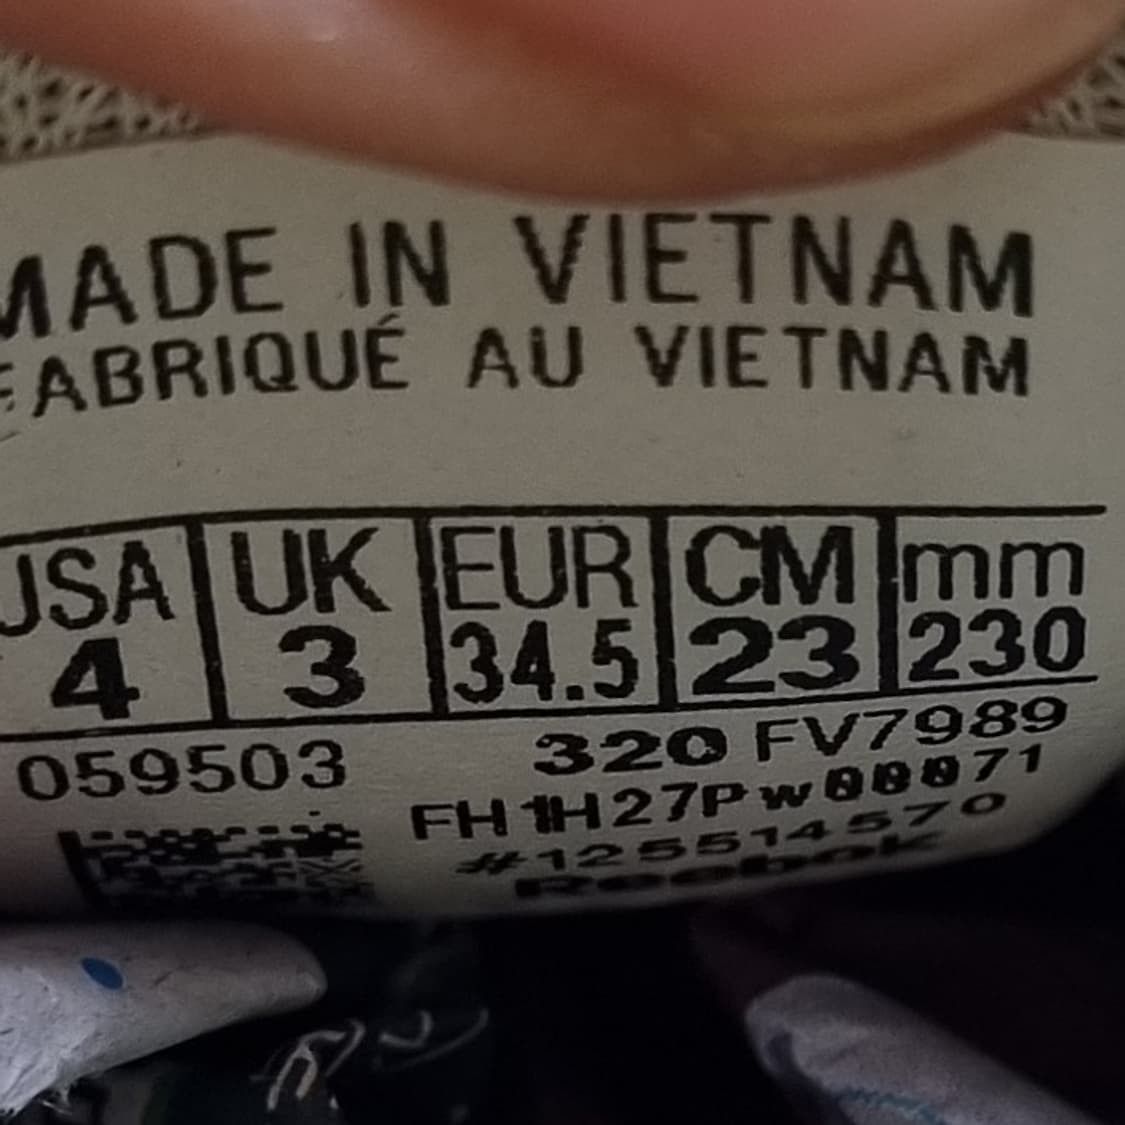 MADE IN VIETNAM
FABRIQUÉ AU VIETNAM
USA UK EUR CM mm
4 3 34.5 23 230
059503 320 FV7989
FH1H27PW00071
#125514570
Reebok